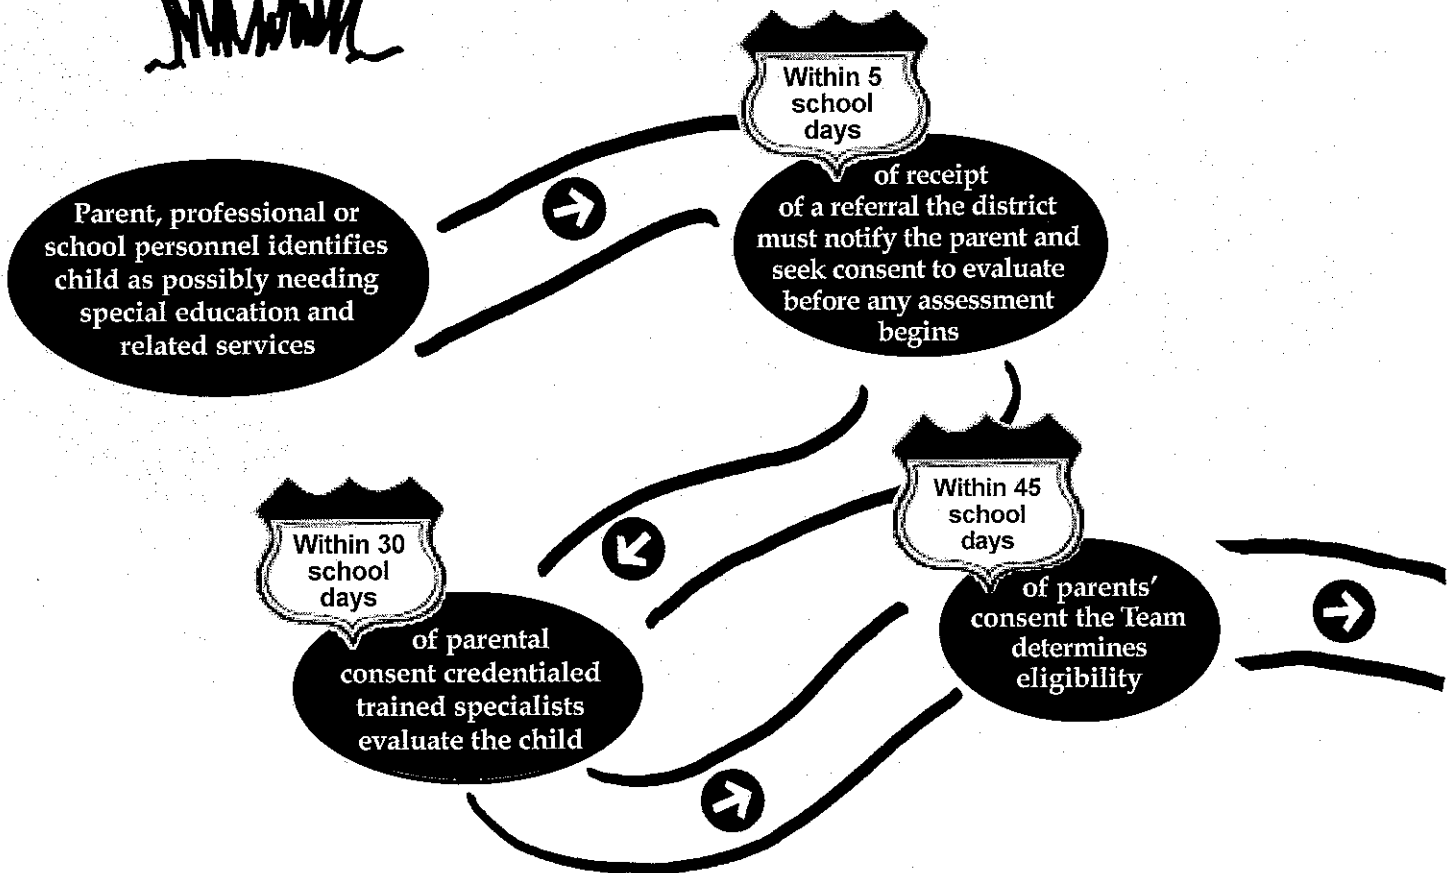 Parent, professional or
school personnel identifies
child as possibly needing
special education and
related services
Within 5
school
days
of receipt
of a referral the district
must notify the parent and
seek consent to evaluate
before any assessment
begins
Within 30
school
days
of parental
consent credentialed
trained specialists
evaluate the child
Within 45
school
days
of parents'
consent the Team
determines
eligibility